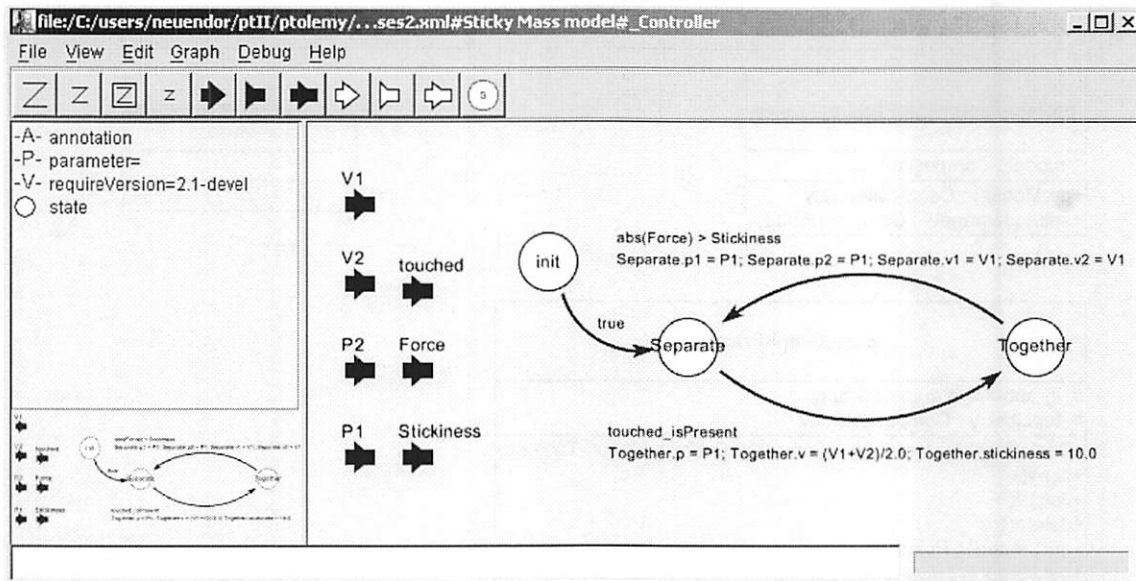 file:/C:/users/neuendor/ptII/ptolemy/...ses2.xml#Sticky Mass model#_Controller
File View Edit Graph Debug Help
Z Z Z Z S
-A- annotation
-P- parameter=
-V- requireVersion=2.1-devel
state
V1
V2
touched
P2
Force
P1
Stickiness
init
abs(Force) > Stickiness
Separate.p1 = P1; Separate.p2 = P1; Separate.v1 = V1; Separate.v2 = V1
true
Separate
Together
touched_isPresent
Together.p = P1; Together.v = (V1+V2)/2.0; Together.stickiness = 10.0